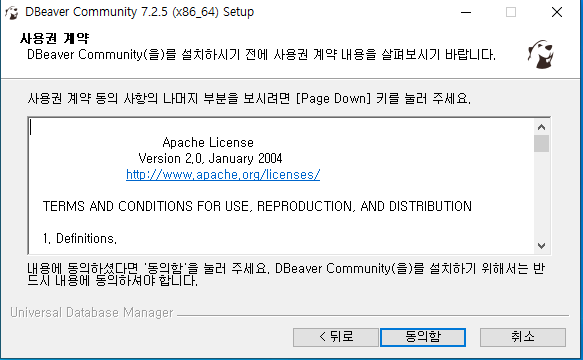 DBeaver Community 7.2.5 (x86_64) Setup
사용권 계약
DBeaver Community(을)를 설치하시기 전에 사용권 계약 내용을 살펴보시기 바랍니다.
사용권 계약 동의 사항의 나머지 부분을 보시려면 [Page Down] 키를 눌러 주세요.
Apache License
Version 2.0, January 2004
http://www.apache.org/licenses/
TERMS AND CONDITIONS FOR USE, REPRODUCTION, AND DISTRIBUTION
1. Definitions.
내용에 동의하셨다면 '동의함'을 눌러 주세요. DBeaver Community(을)를 설치하기 위해서는 반
드시 내용에 동의하셔야 합니다.
Universal Database Manager
< 뒤로 동의함 취소